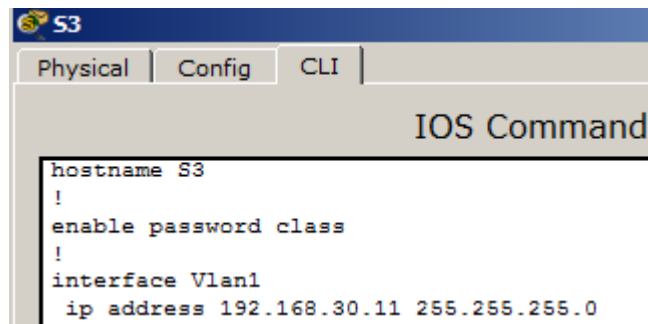 S3
Physical Config CLI
IOS Command
hostname S3
!
enable password class
!
interface Vlan1
ip address 192.168.30.11 255.255.255.0